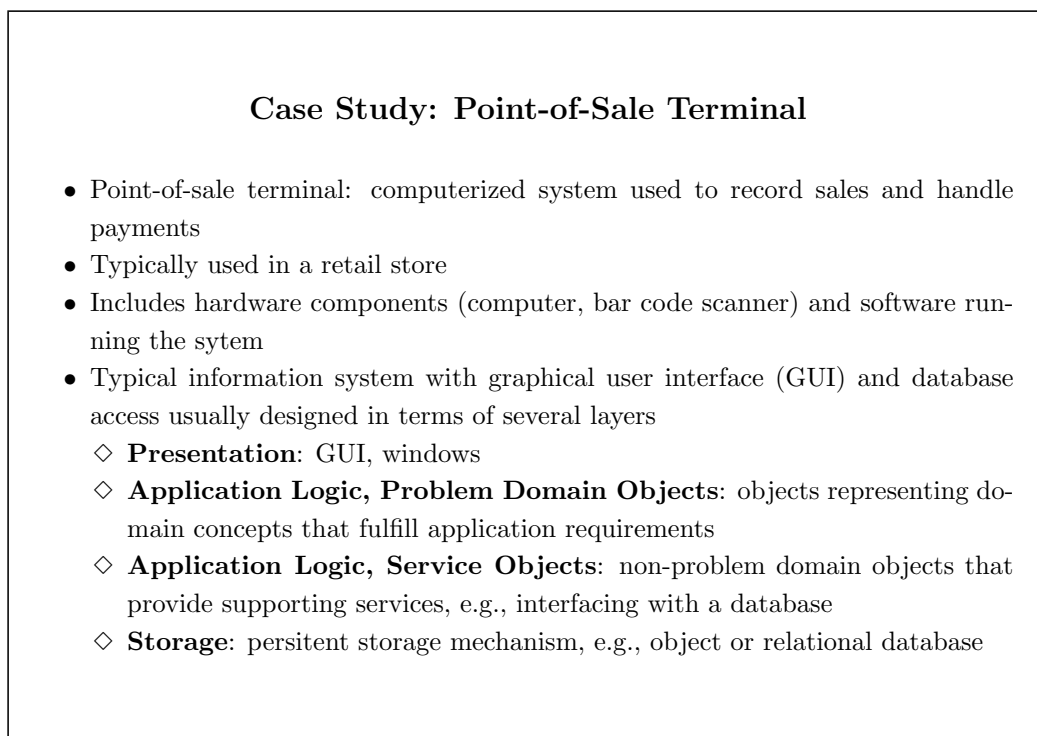 Case Study: Point-of-Sale Terminal
• Point-of-sale terminal: computerized system used to record sales and handle
payments
• Typically used in a retail store
• Includes hardware components (computer, bar code scanner) and software run-
ning the sytem
• Typical information system with graphical user interface (GUI) and database
access usually designed in terms of several layers
◇ Presentation: GUI, windows
◇ Application Logic, Problem Domain Objects: objects representing do-
main concepts that fulfill application requirements
◇ Application Logic, Service Objects: non-problem domain objects that
provide supporting services, e.g., interfacing with a database
◇ Storage: persitent storage mechanism, e.g., object or relational database